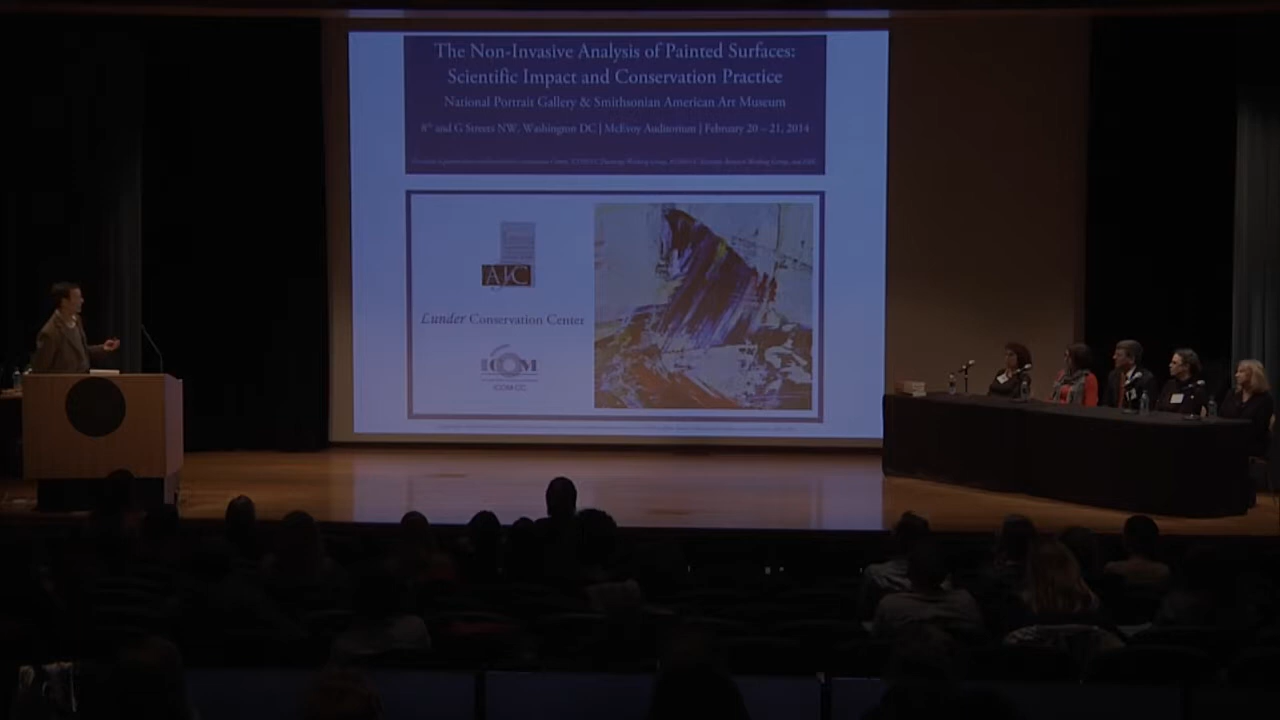 The Non-Invasive Analysis of Painted Surfaces:
Scientific Impact and Conservation Practice
National Portrait Gallery & Smithsonian American Art Museum
8th and G Streets NW, Washington DC | McEvoy Auditorium | February 20 – 21, 2014
AJC
Lunder Conservation Center
ICOM
ICOM-CC